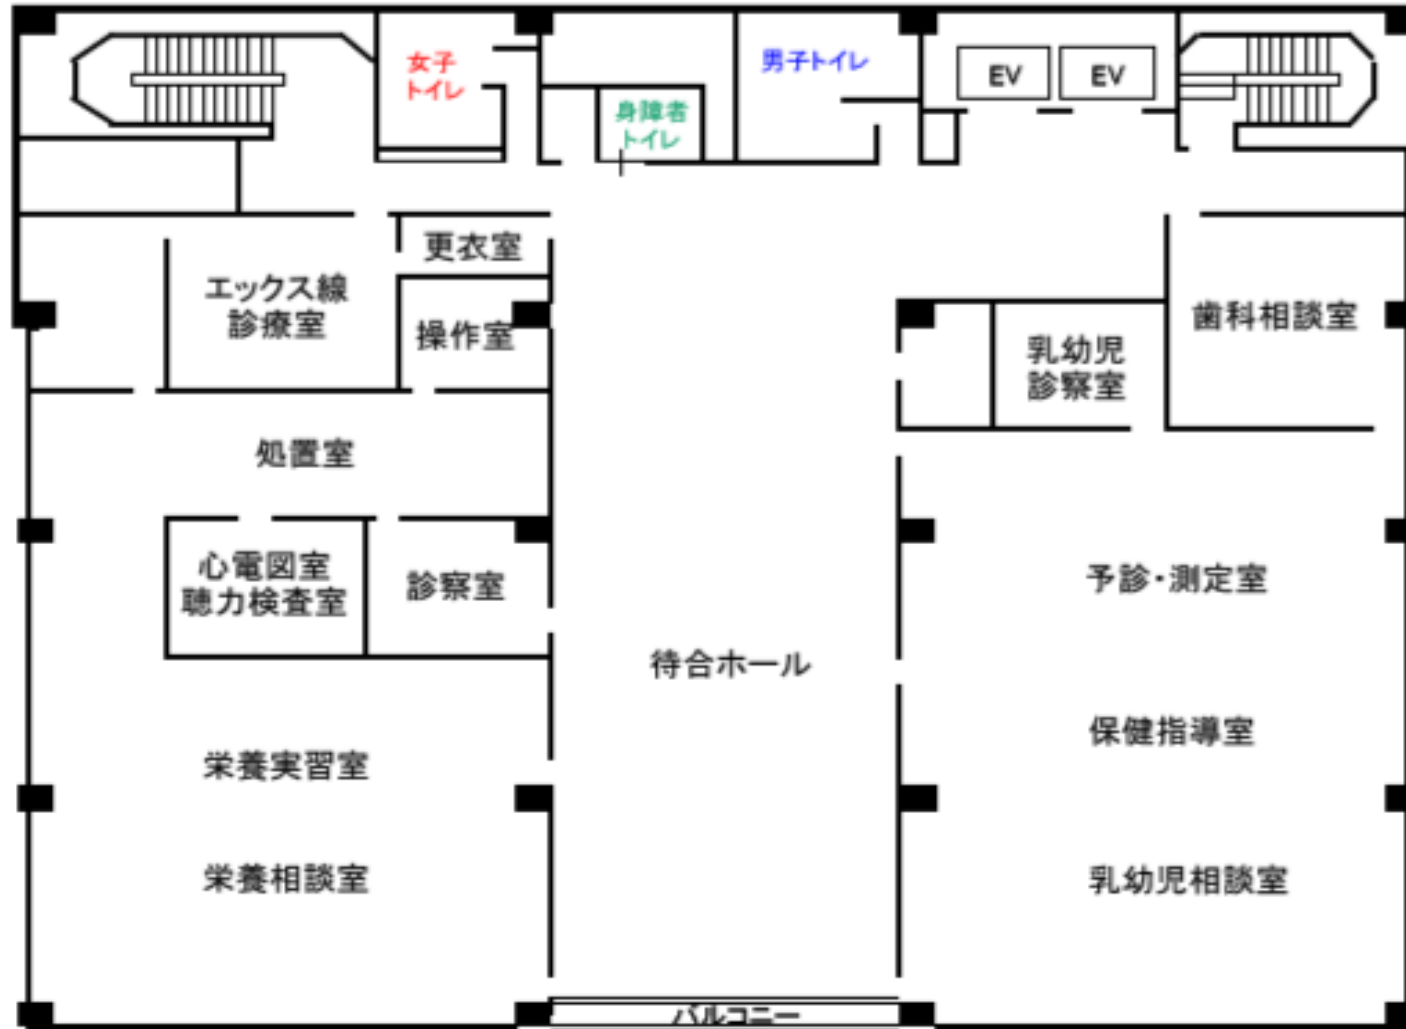 女子
トイレ
身障者
トイレ
男子トイレ
EV
EV
更衣室
エックス線
診療室
操作室
歯科相談室
乳幼児
診察室
処置室
心電図室
聴力検査室
診察室
予診・測定室
待合ホール
保健指導室
栄養実習室
栄養相談室
乳幼児相談室
バルコニー